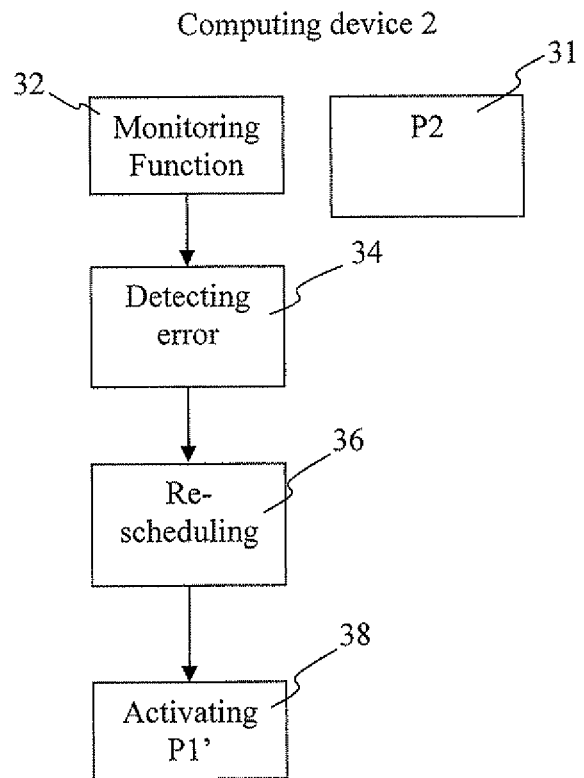 Computing device 2
32
31
Monitoring
Function
P2
34
Detecting
error
36
Re-
scheduling
38
Activating
P1’